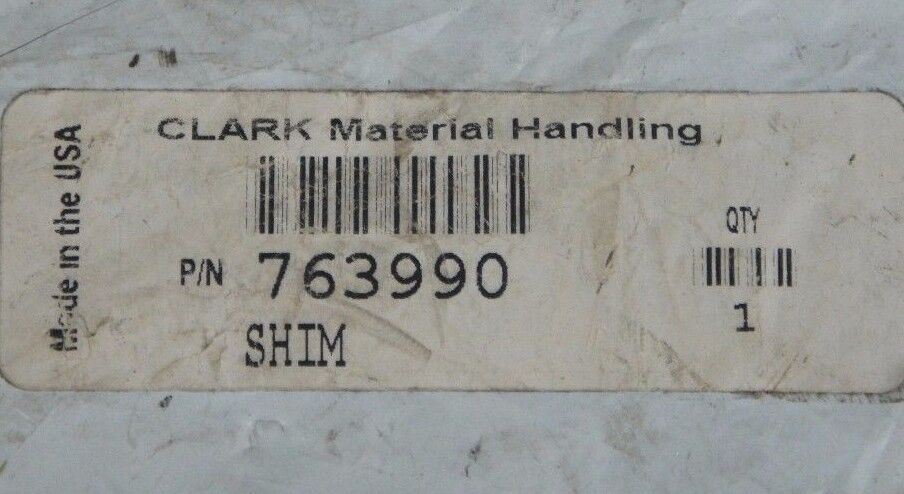 CLARK Material Handling
Made in the USA
P/N 763990
SHIM
QTY
1